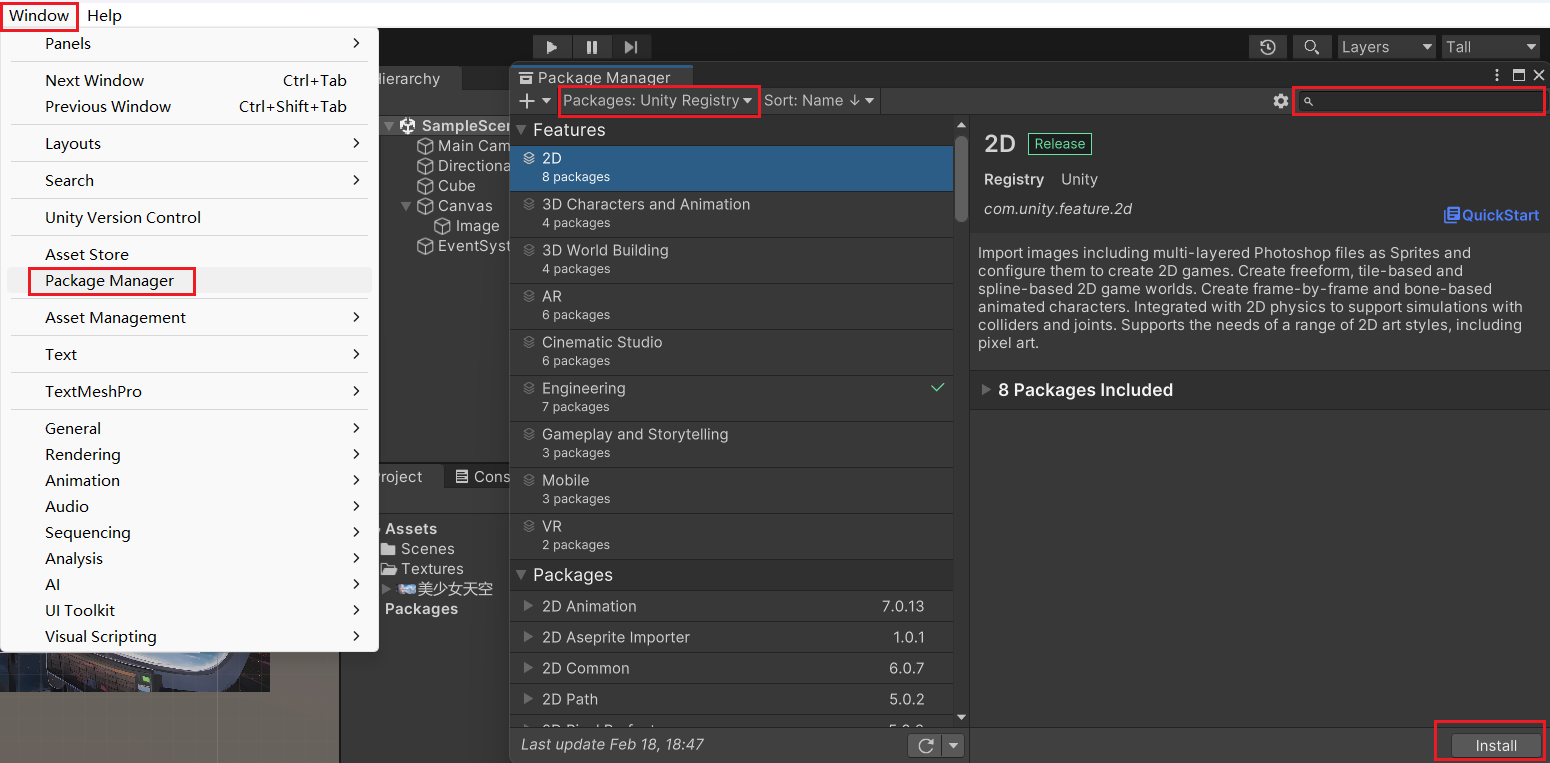 Window Help
Panels
Next Window Ctrl+Tab
Previous Window Ctrl+Shift+Tab
Layouts
Search
Unity Version Control
Asset Store
Package Manager
Asset Management
Text
TextMeshPro
General
Rendering
Animation
Audio
Sequencing
Analysis
AI
UI Toolkit
Visual Scripting
Layers
Tall
ierarchy
SampleScen
Main Cam
Directiona
Cube
Canvas
Image
EventSyst
roject
Cons
Assets
Scenes
Textures
美少女天空
Packages
Package Manager
Packages: Unity Registry
Sort: Name ↓
Features
2D
8 packages
3D Characters and Animation
4 packages
3D World Building
4 packages
AR
6 packages
Cinematic Studio
6 packages
Engineering
7 packages
Gameplay and Storytelling
3 packages
Mobile
3 packages
VR
2 packages
Packages
2D Animation 7.0.13
2D Aseprite Importer 1.0.1
2D Common 6.0.7
2D Path 5.0.2
Last update Feb 18, 18:47
2D Release
Registry Unity
com.unity.feature.2d
QuickStart
Import images including multi-layered Photoshop files as Sprites and
configure them to create 2D games. Create freeform, tile-based and
spline-based 2D game worlds. Create frame-by-frame and bone-based
animated characters. Integrated with 2D physics to support simulations with
colliders and joints. Supports the needs of a range of 2D art styles, including
pixel art.
8 Packages Included
Install